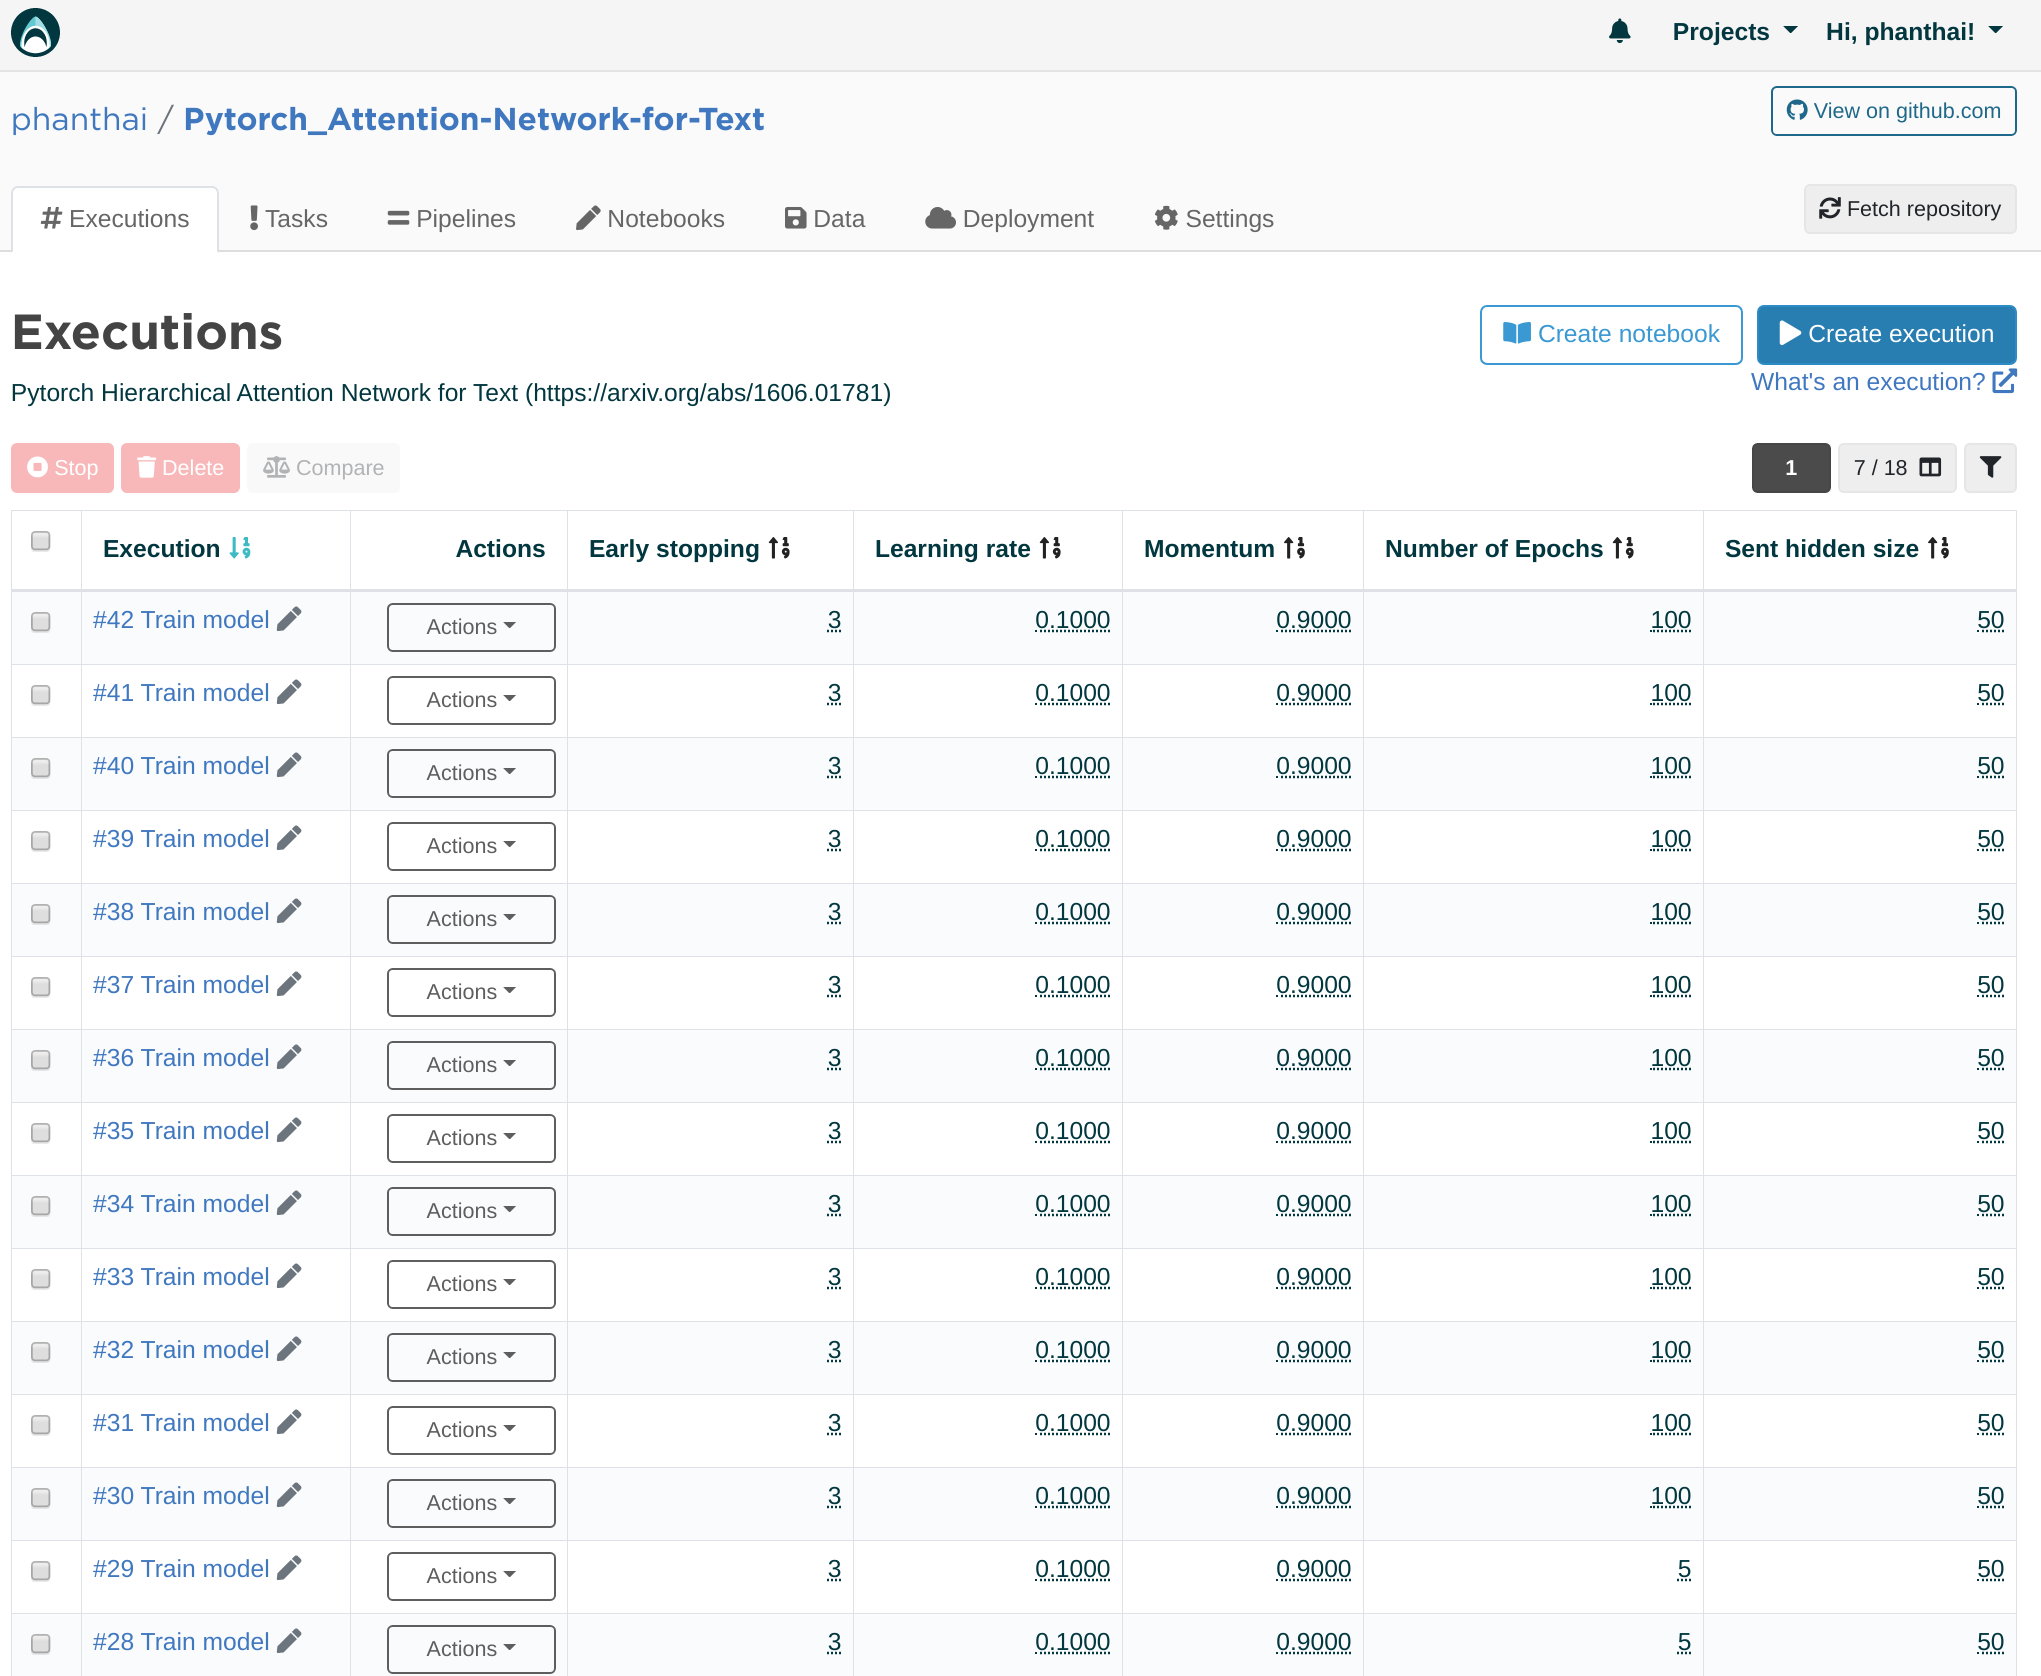 Projects Hi, phanthai!
phanthai / Pytorch_Attention-Network-for-Text
View on github.com
# Executions Tasks Pipelines Notebooks Data Deployment Settings
Fetch repository
Executions
Create notebook Create execution
What's an execution?
Pytorch Hierarchical Attention Network for Text (https://arxiv.org/abs/1606.01781)
Stop Delete Compare
1 7 / 18
Execution Actions Early stopping Learning rate Momentum Number of Epochs Sent hidden size
#42 Train model Actions 3 0.1000 0.9000 100 50
#41 Train model Actions 3 0.1000 0.9000 100 50
#40 Train model Actions 3 0.1000 0.9000 100 50
#39 Train model Actions 3 0.1000 0.9000 100 50
#38 Train model Actions 3 0.1000 0.9000 100 50
#37 Train model Actions 3 0.1000 0.9000 100 50
#36 Train model Actions 3 0.1000 0.9000 100 50
#35 Train model Actions 3 0.1000 0.9000 100 50
#34 Train model Actions 3 0.1000 0.9000 100 50
#33 Train model Actions 3 0.1000 0.9000 100 50
#32 Train model Actions 3 0.1000 0.9000 100 50
#31 Train model Actions 3 0.1000 0.9000 100 50
#30 Train model Actions 3 0.1000 0.9000 100 50
#29 Train model Actions 3 0.1000 0.9000 5 50
#28 Train model Actions 3 0.1000 0.9000 5 50